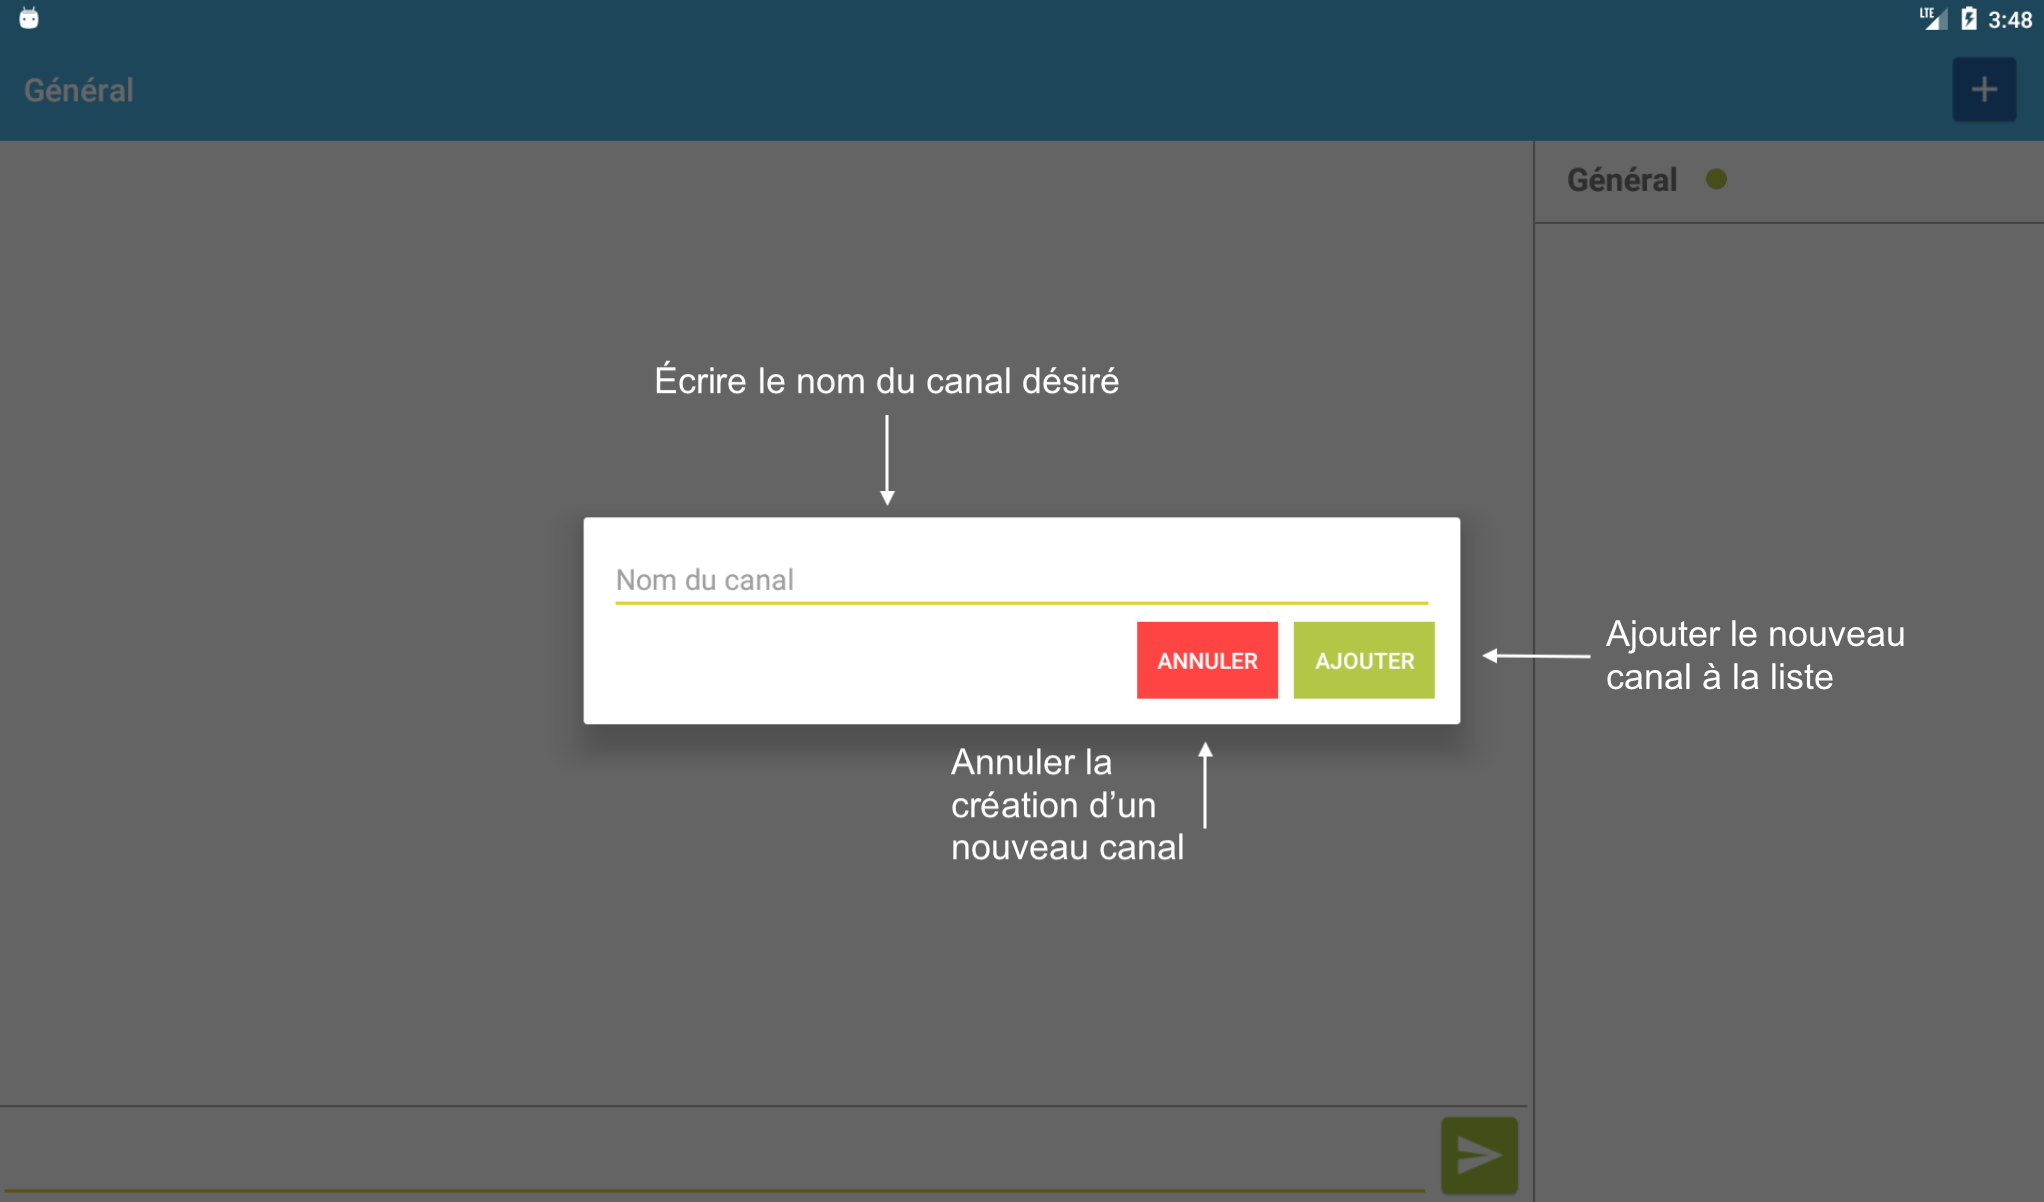 LTE 3:48
Général
+
Général
Écrire le nom du canal désiré
Nom du canal
ANNULER AJOUTER
Ajouter le nouveau
canal à la liste
Annuler la
création d’un
nouveau canal